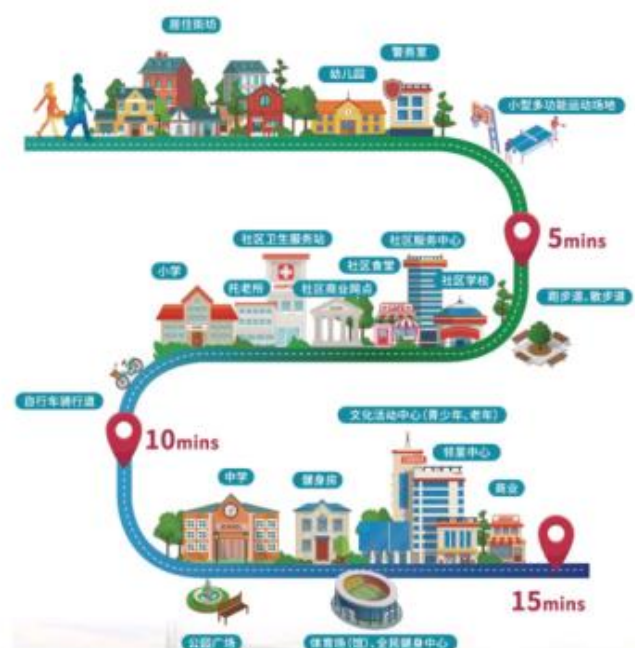 居住街坊
警务室
幼儿园
小型多功能运动场地
5mins
社区卫生服务站
社区服务中心
小学
社区食堂
托老所
社区商业网点
社区学校
跑步道、散步道
自行车骑行道
10mins
文化活动中心(青少年、老年)
邻里中心
中学
健身房
商业
15mins
公园广场
体育场(馆)、全民健身中心